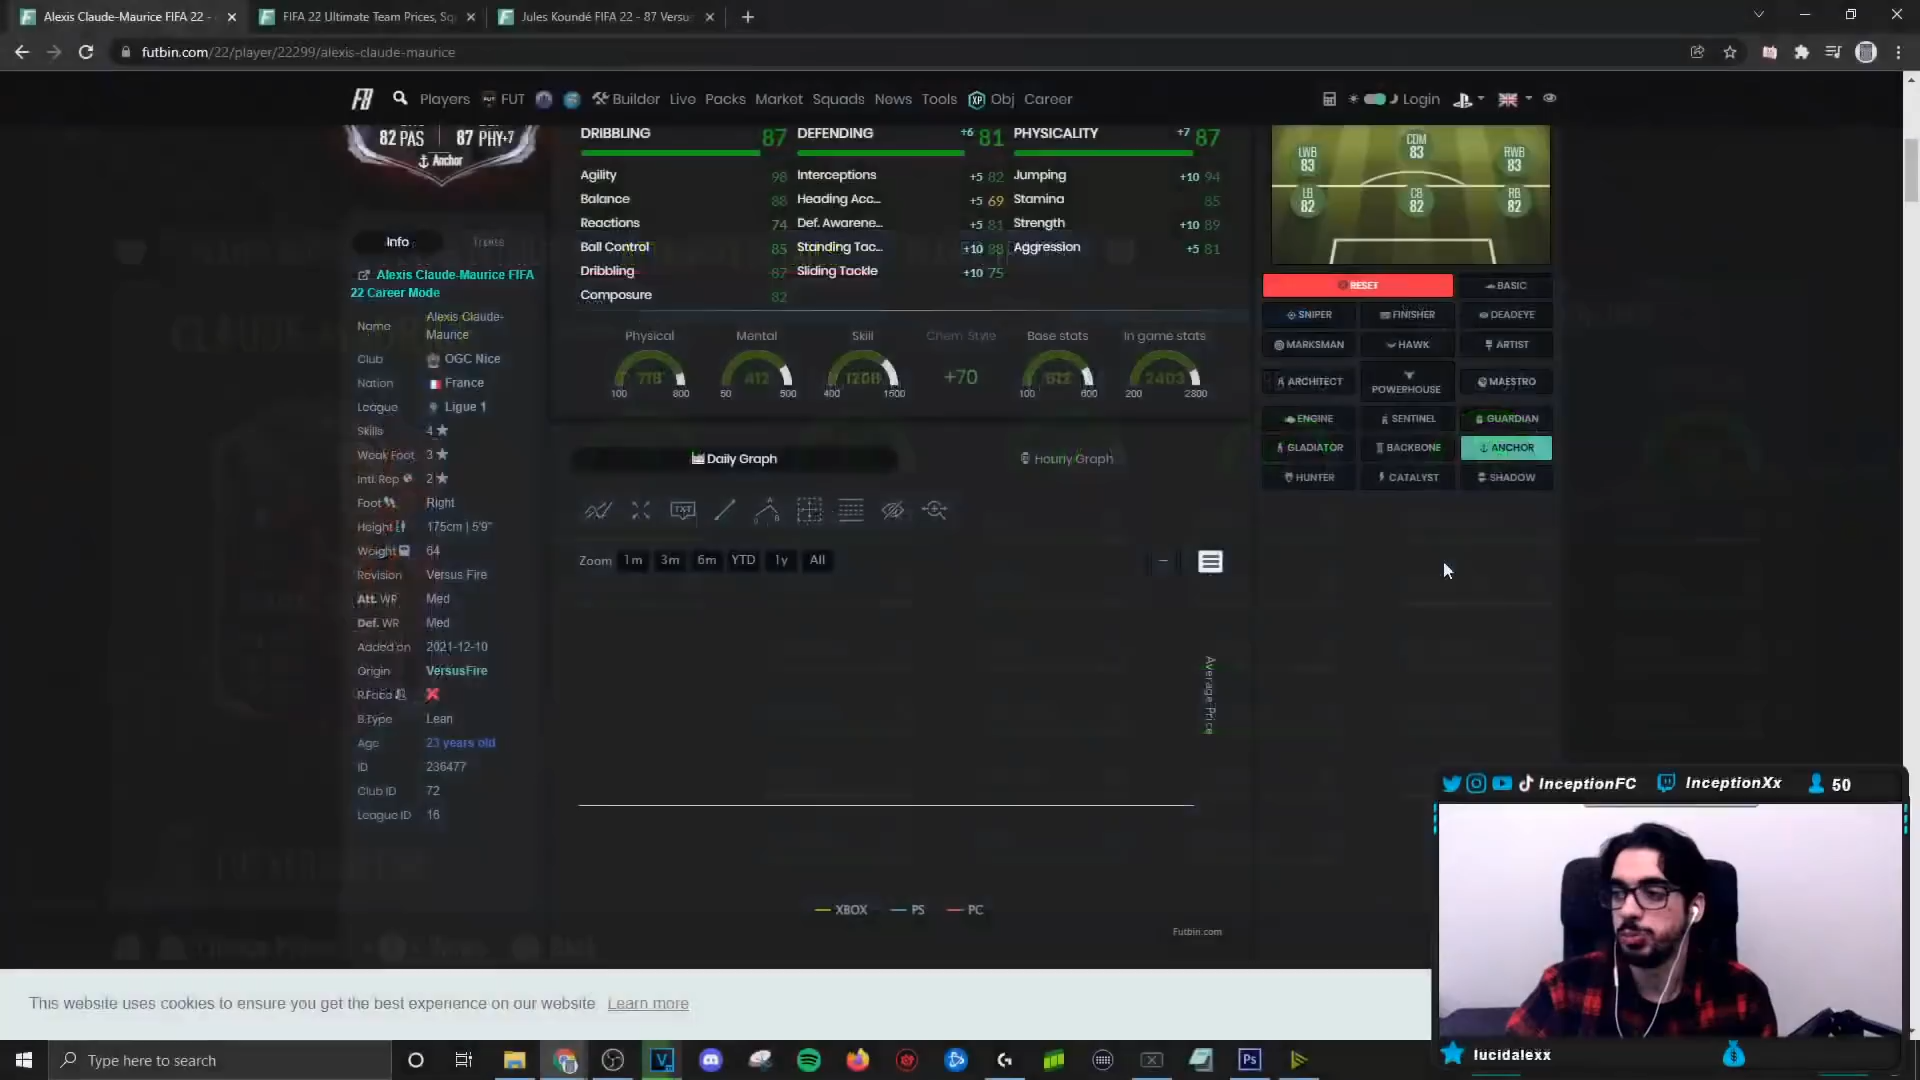 Alexis Claude-Maurice FIFA 22 -
FIFA 22 Ultimate Team Prices, Sq
Jules Koundé FIFA 22 - 87 Versu
futbin.com/22/player/22299/alexis-claude-maurice
Players FUT Builder Live Packs Market Squads News Tools XP Obj Career Login
82 PAS 87 PHY+7
Anchor
DRIBBLING 87 DEFENDING +6 81 PHYSICALITY +7 87
Agility 98 Interceptions +5 82 Jumping +10 94
Balance 88 Heading Acc... +5 69 Stamina 85
Reactions 74 Def. Awarene... +5 81 Strength +10 89
Ball Control 85 Standing Tac... +10 88 Aggression +5 81
Dribbling 87 Sliding Tackle +10 75
Composure 82
CDM
83
LWB
83
RWB
83
LB
82
CB
82
RB
82
Physical Mental Skill Chem Style Base stats In game stats
718 412 1208 +70 512 2403
100 800 50 500 400 1500 100 600 200 2800
RESET BASIC
SNIPER FINISHER DEADEYE
MARKSMAN HAWK ARTIST
ARCHITECT POWERHOUSE MAESTRO
ENGINE SENTINEL GUARDIAN
GLADIATOR BACKBONE ANCHOR
HUNTER CATALYST SHADOW
Info Traits
Alexis Claude-Maurice FIFA
22 Career Mode
Name Alexis Claude-
Maurice
Club OGC Nice
Nation France
League Ligue 1
Skills 4
Weak Foot 3
Intl. Rep 2
Foot Right
Height 175cm | 5'9"
Weight 64
Revision Versus Fire
Att. WR Med
Def. WR Med
Added on 2021-12-10
Origin VersusFire
R.Face
B.Type Lean
Age 23 years old
ID 236477
Club ID 72
League ID 16
Daily Graph Hourly Graph
TXT
Zoom 1m 3m 6m YTD 1y All
Average Price
XBOX PS PC
Futbin.com
InceptionFC InceptionXx 50
This website uses cookies to ensure you get the best experience on our website Learn more
lucidalexx
Type here to search
Ps